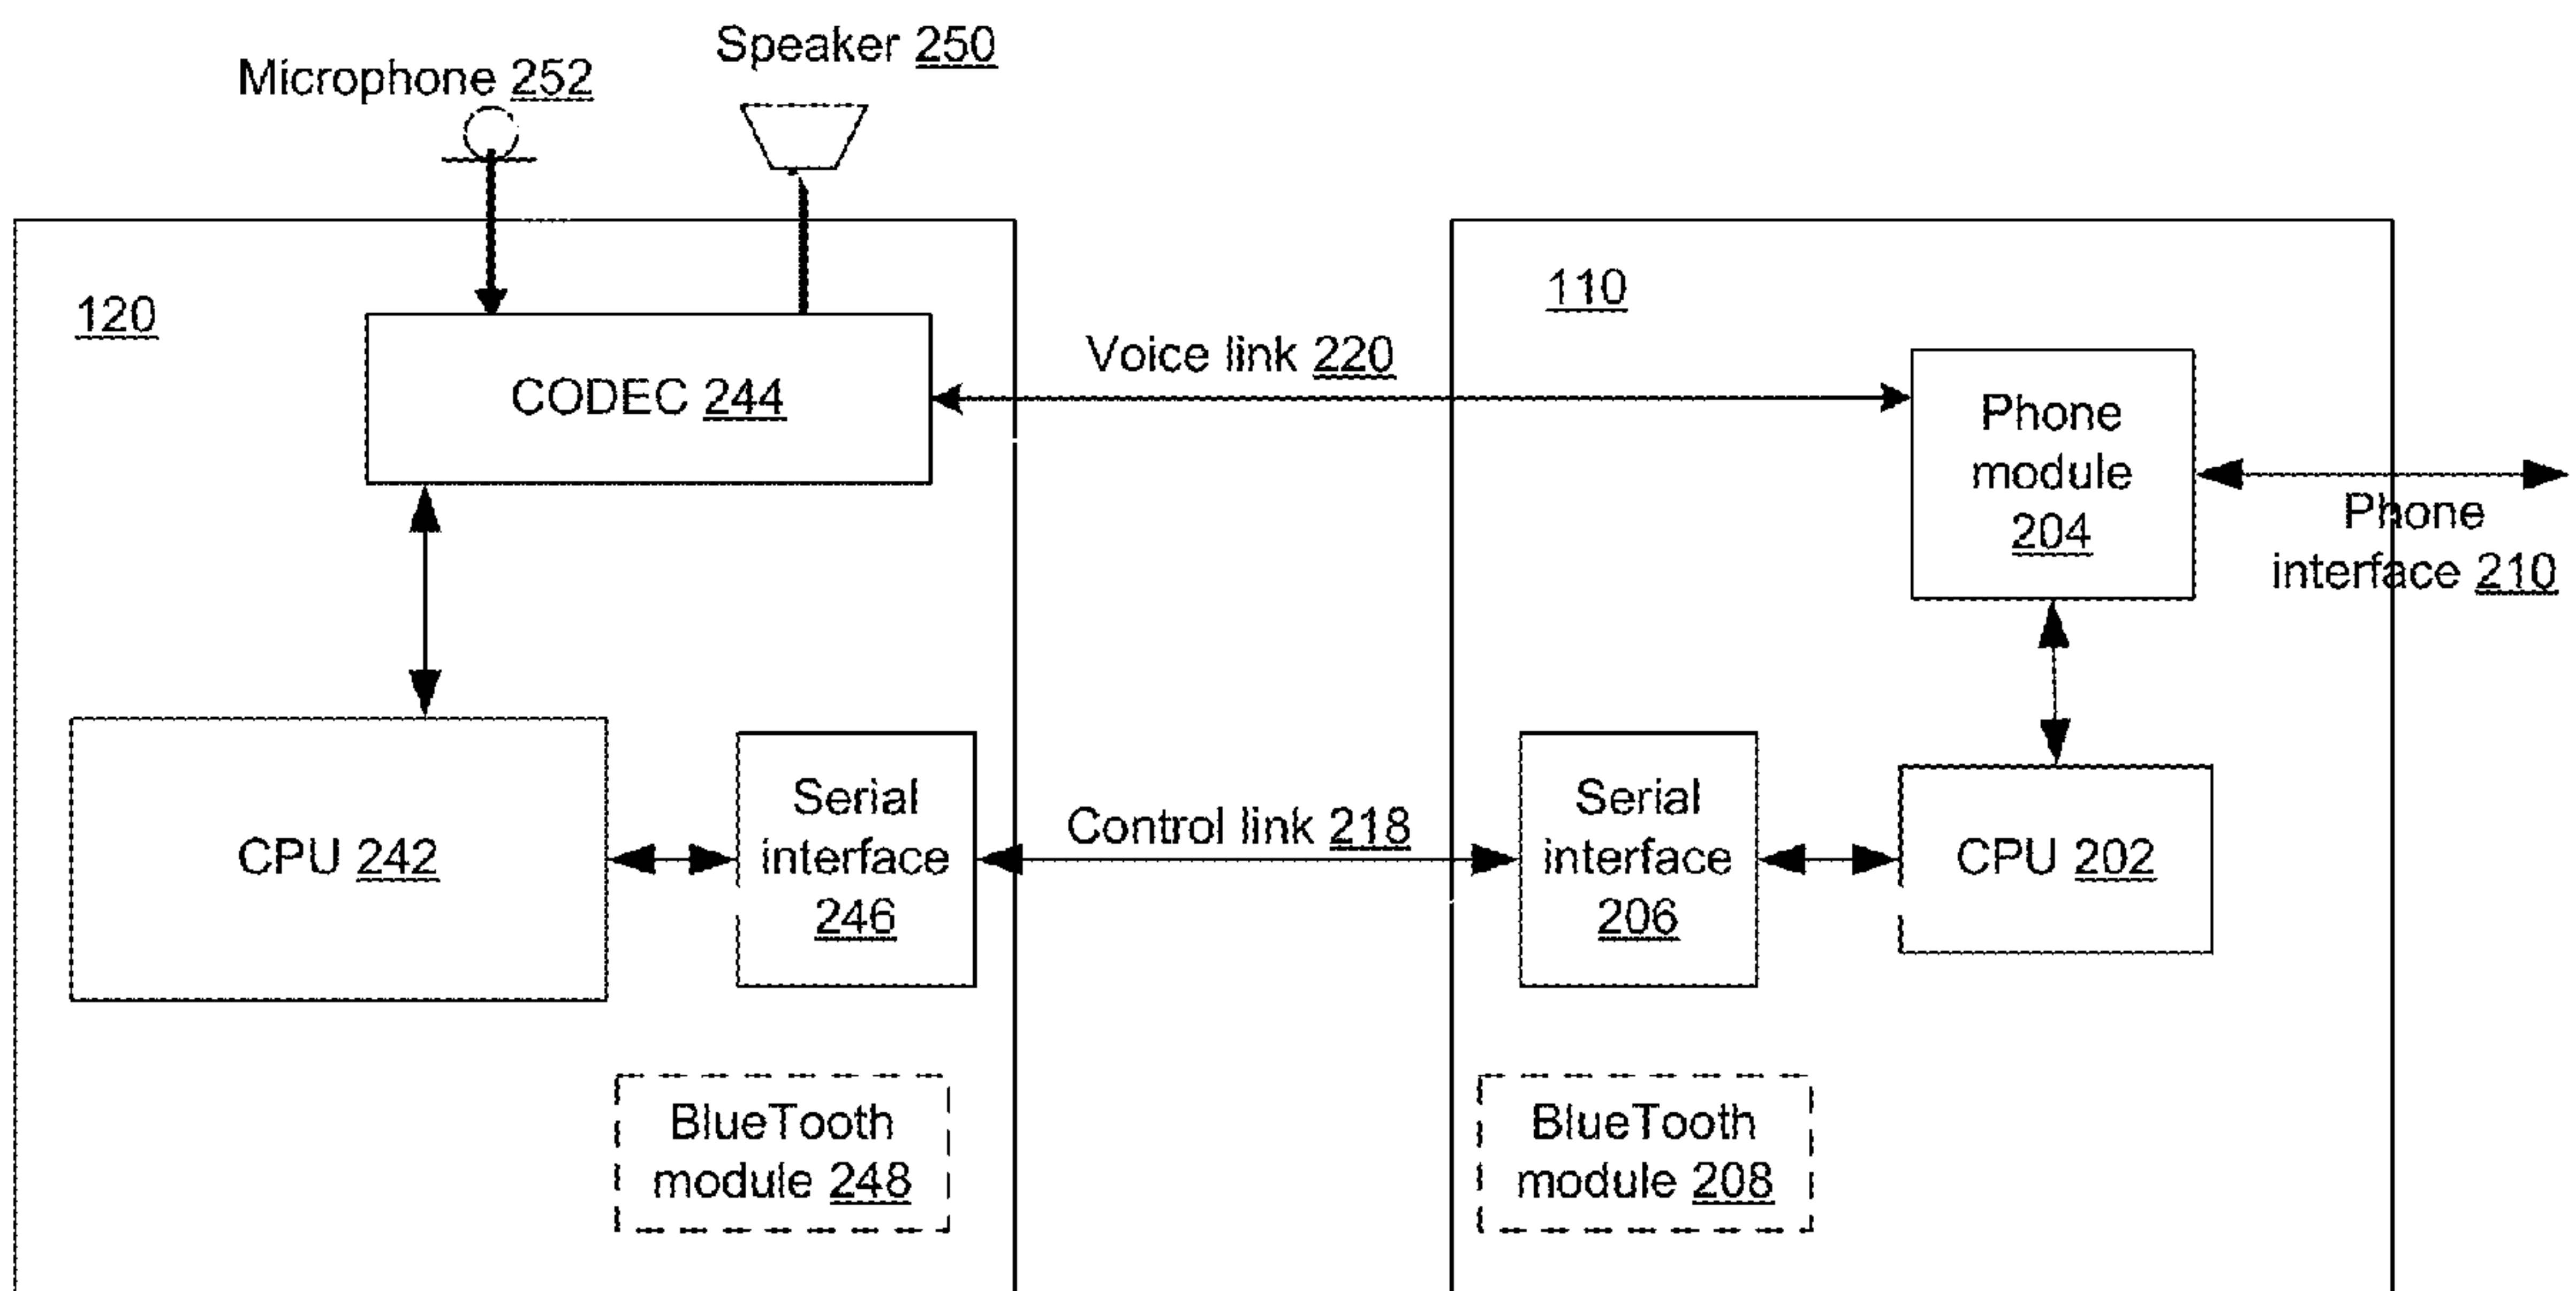 Speaker 250
Microphone 252
120
110
Voice link 220
CODEC 244
Phone
module
204
Phone
interface 210
CPU 242
Serial
interface
246
Control link 218
Serial
interface
206
CPU 202
BlueTooth
module 248
BlueTooth
module 208